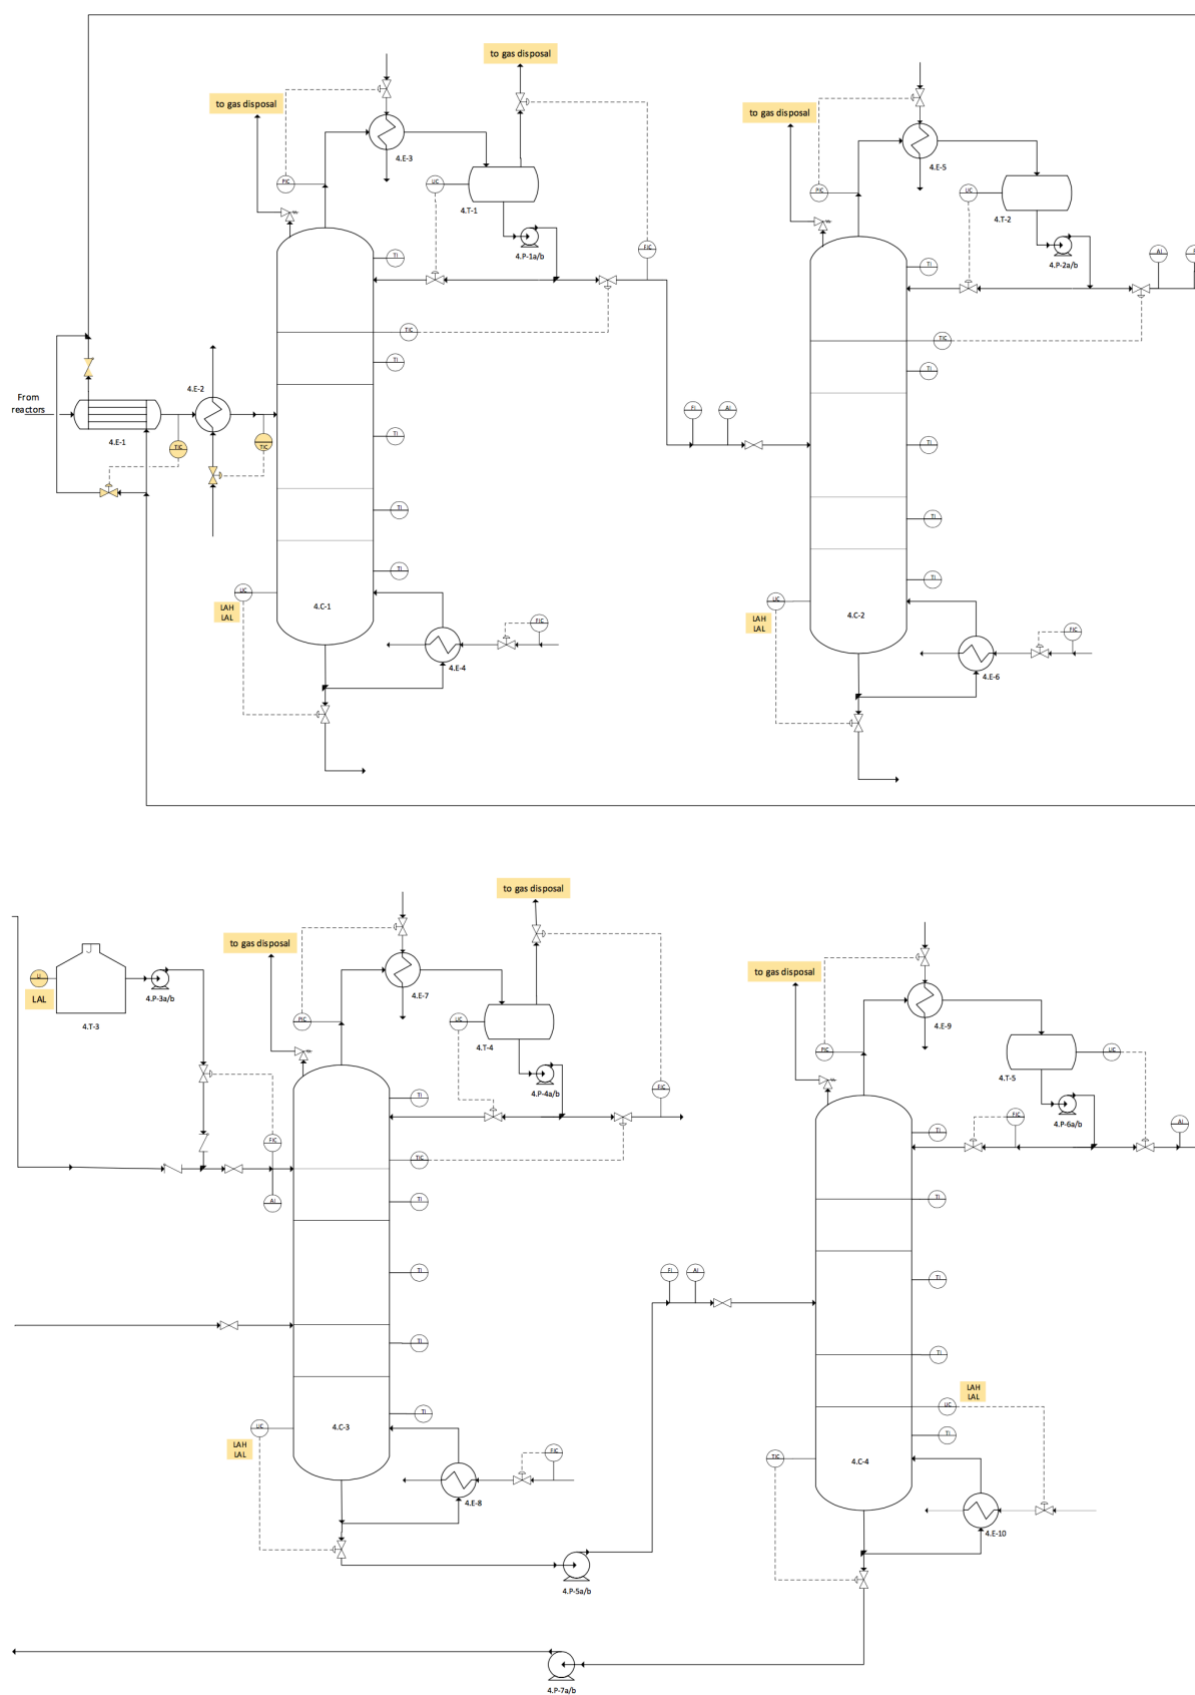 to gas disposal
to gas disposal
to gas disposal
PIC
4.E-3
PIC
4.E-5
LIC
4.T-1
LIC
4.T-2
4.P-1a/b
FIC
4.P-2a/b
AI
TI
TI
TIC
TIC
TI
TI
4.E-2
From
reactors
4.E-1
TIC
TIC
FI
AI
TI
TI
TI
TI
TI
TI
LIC
LAH
LAL
4.C-1
FIC
4.E-4
LIC
LAH
LAL
4.C-2
FIC
4.E-6
to gas disposal
to gas disposal
to gas disposal
LI
LAL
4.T-3
4.P-3a/b
4.E-7
PIC
LIC
4.T-4
4.P-4a/b
FIC
4.E-9
PIC
LIC
4.T-5
4.P-6a/b
FIC
AI
TI
TI
FIC
TIC
AI
TI
TI
TI
TI
FI
AI
TI
TI
TI
LIC
LAH
LAL
4.C-3
FIC
4.E-8
LAH
LAL
LIC
TI
TIC
4.C-4
4.E-10
4.P-5a/b
4.P-7a/b